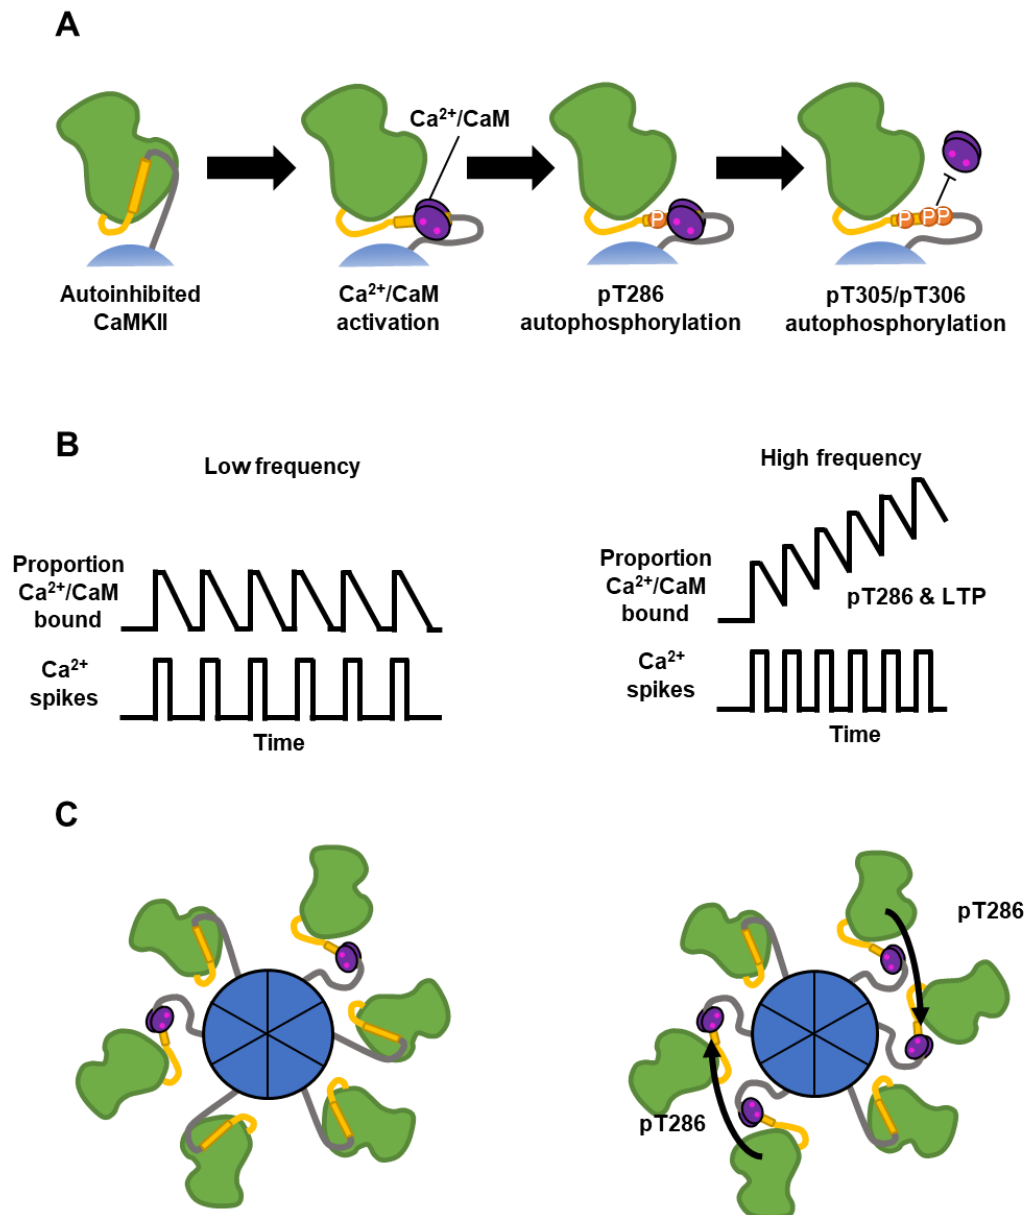 A
Ca²⁺/CaM
Autoinhibited
CaMKII
Ca²⁺/CaM
activation
P
pT286
autophosphorylation
P PP
pT305/pT306
autophosphorylation
B
Low frequency
Proportion
Ca²⁺/CaM
bound
Ca²⁺
spikes
Time
High frequency
Proportion
Ca²⁺/CaM
bound
pT286 & LTP
Ca²⁺
spikes
Time
C
pT286
pT286